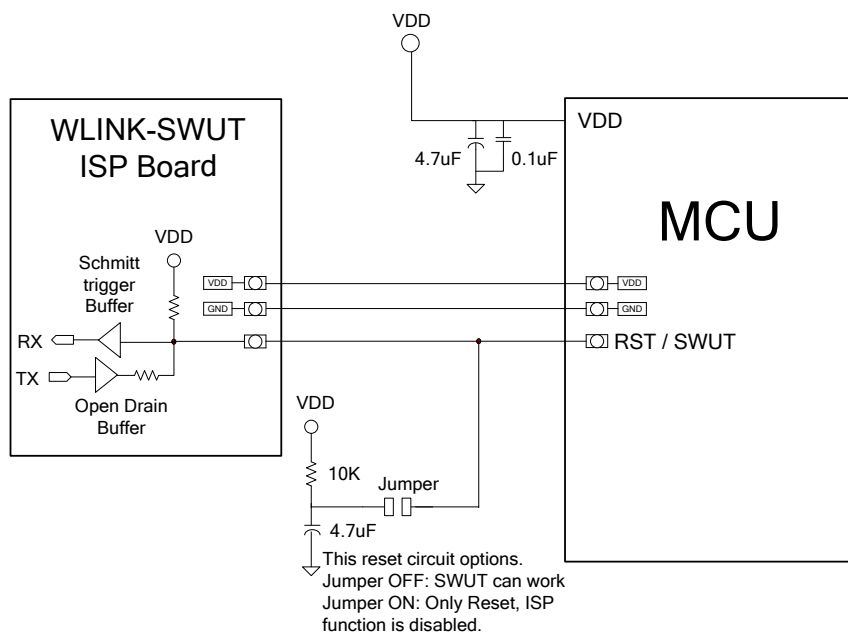 VDD
WLINK-SWUT
ISP Board
VDD
4.7uF
0.1uF
MCU
VDD
Schmitt
trigger
Buffer
VDD
VDD
GND
GND
RX
RST / SWUT
TX
Open Drain
Buffer
VDD
10K
Jumper
4.7uF
This reset circuit options.
Jumper OFF: SWUT can work
Jumper ON: Only Reset, ISP
function is disabled.